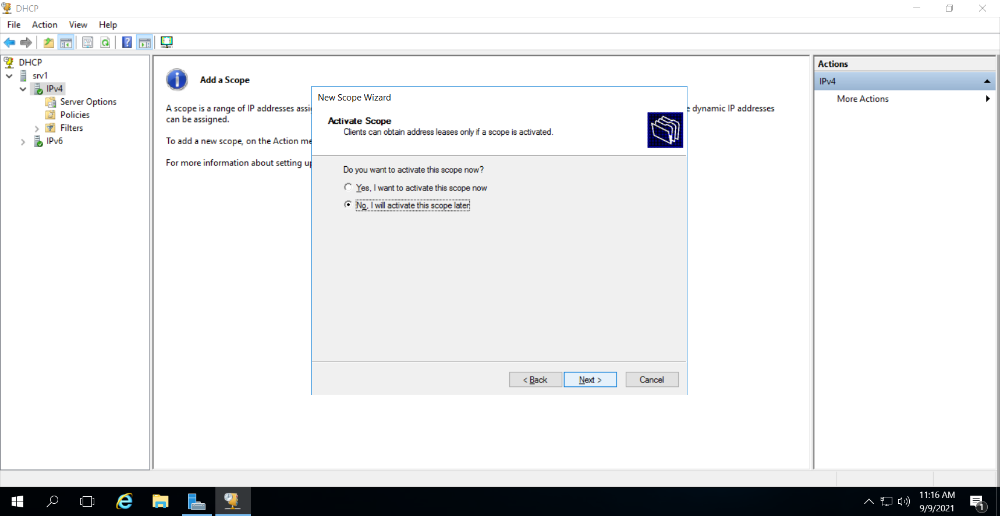 DHCP
File Action View Help
DHCP
srv1
IPv4
Server Options
Policies
Filters
IPv6
Add a Scope
A scope is a range of IP addresses assi
e dynamic IP addresses
can be assigned.
To add a new scope, on the Action me
For more information about setting up
New Scope Wizard
Activate Scope
Clients can obtain address leases only if a scope is activated.
Do you want to activate this scope now?
Yes, I want to activate this scope now
No, I will activate this scope later
< Back
Next >
Cancel
Actions
IPv4
More Actions
11:16 AM
9/9/2021
1